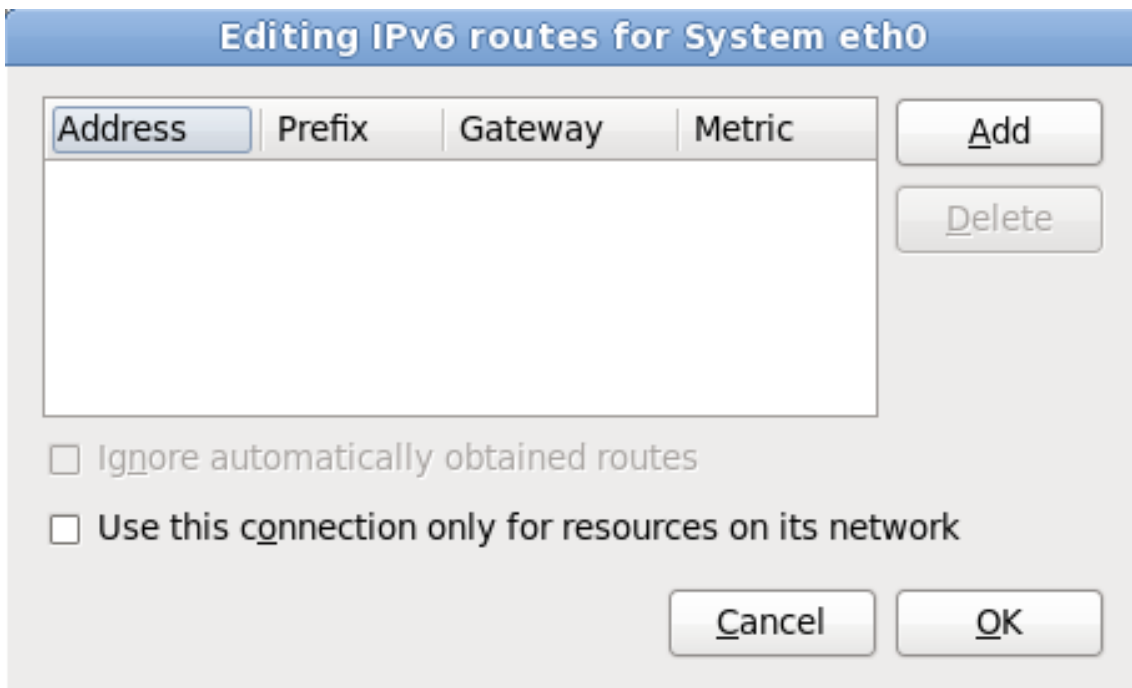 Editing IPv6 routes for System eth0
Address Prefix Gateway Metric
Add
Delete
Ignore automatically obtained routes
Use this connection only for resources on its network
Cancel OK